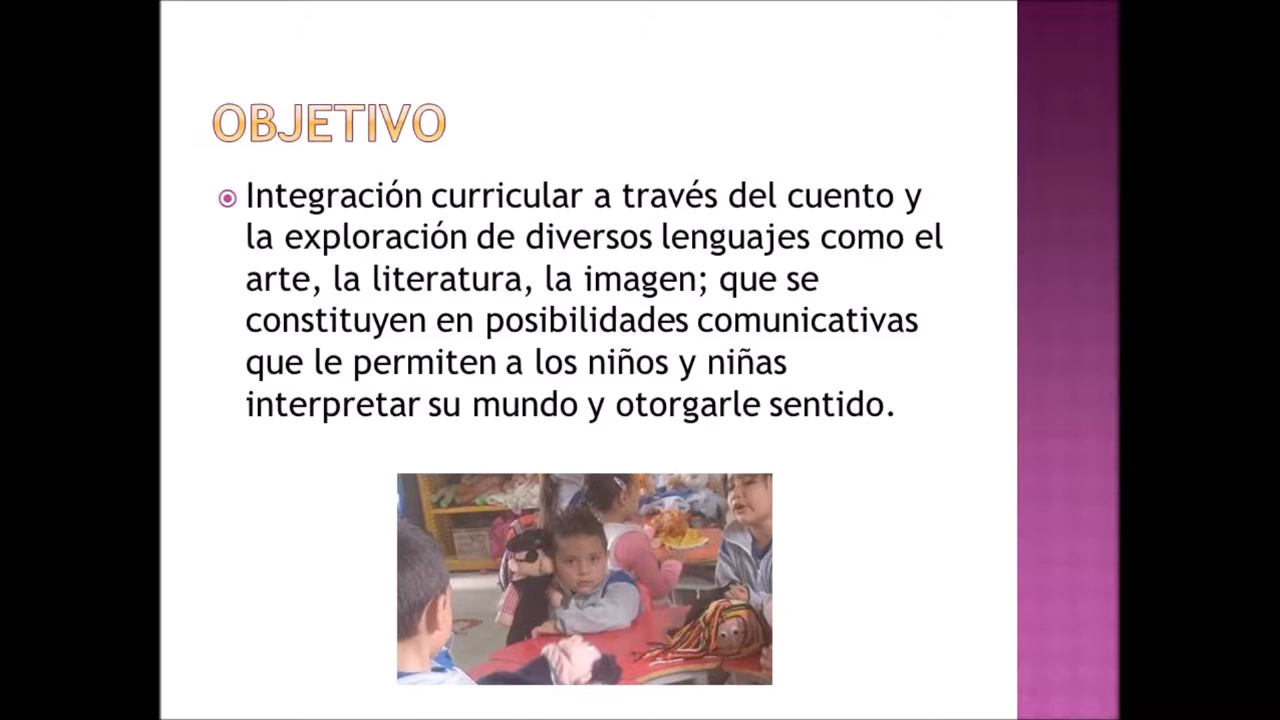 OBJETIVO
Integración curricular a través del cuento y
la exploración de diversos lenguajes como el
arte, la literatura, la imagen; que se
constituyen en posibilidades comunicativas
que le permiten a los niños y niñas
interpretar su mundo y otorgarle sentido.